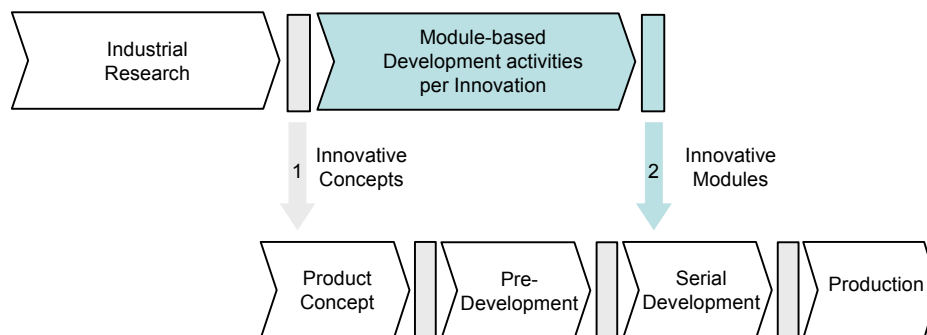 Industrial
Research
Module-based
Development activities
per Innovation
1
Innovative
Concepts
2
Innovative
Modules
Product
Concept
Pre-
Development
Serial
Development
Production